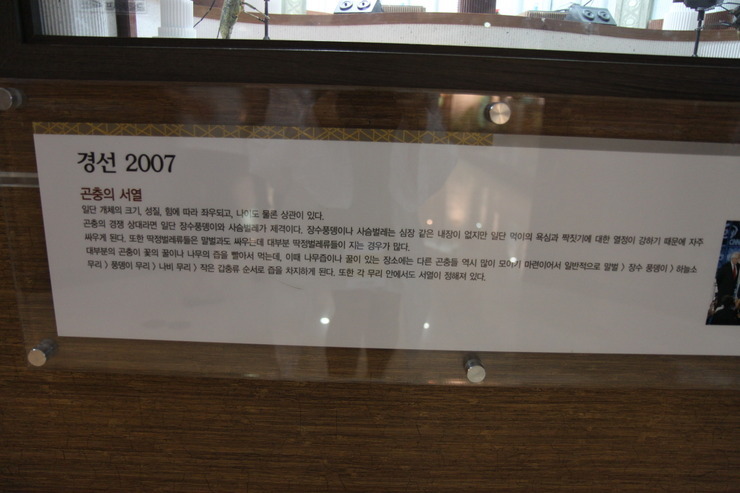 경선 2007
곤충의 서열
일단 개체의 크기, 성질, 힘에 따라 좌우되고, 나이도 물론 상관이 있다.
곤충의 경쟁 상대라면 일단 장수풍뎅이와 사슴벌레가 제격이다. 장수풍뎅이나 사슴벌레는 심장 같은 내장이 없지만 일단 먹이의 욕심과 짝짓기에 대한 열정이 강하기 때문에 자주
싸우게 된다. 또한 딱정벌레류들은 말벌과도 싸우는데 대부분 딱정벌레류들이 지는 경우가 많다.
대부분의 곤충이 꽃의 꿀이나 나무의 즙을 빨아서 먹는데, 이때 나무즙이나 꿀이 있는 장소에는 다른 곤충들 역시 많이 모이기 마련이어서 일반적으로 말벌 > 장수 풍뎅이 > 하늘소
무리 > 풍뎅이 무리 > 나비 무리 > 작은 갑충류 순서로 즙을 차지하게 된다. 또한 각 무리 안에서도 서열이 정해져 있다.